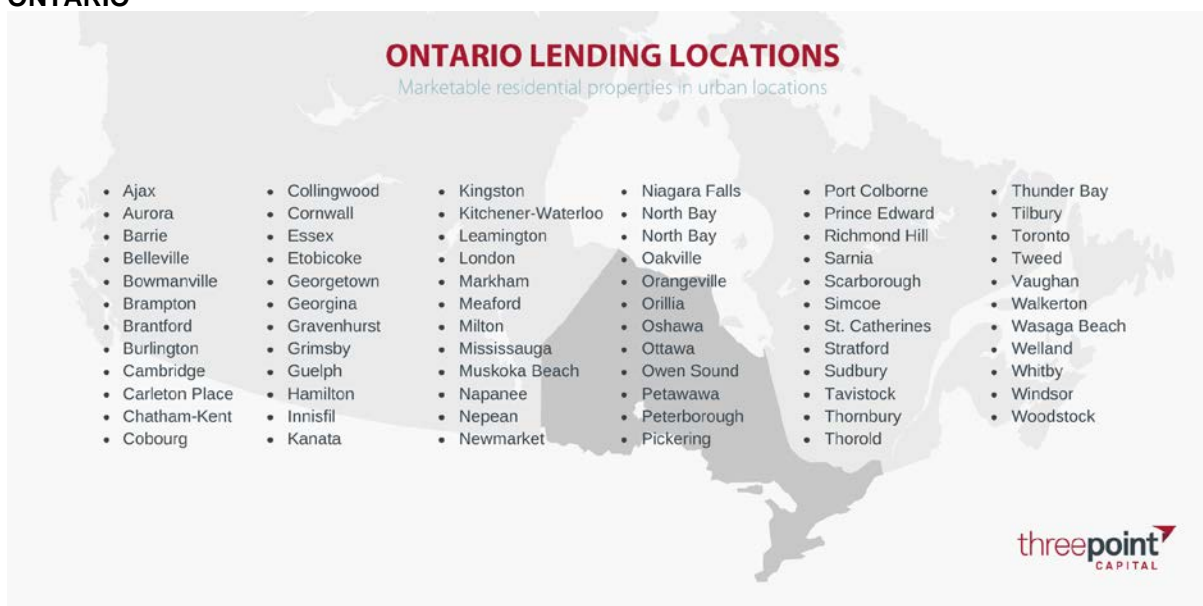 ONTARIO
ONTARIO LENDING LOCATIONS
Marketable residential properties in urban locations
• Ajax
• Aurora
• Barrie
• Belleville
• Bowmanville
• Brampton
• Brantford
• Burlington
• Cambridge
• Carleton Place
• Chatham-Kent
• Cobourg
• Collingwood
• Cornwall
• Essex
• Etobicoke
• Georgetown
• Georgina
• Gravenhurst
• Grimsby
• Guelph
• Hamilton
• Innisfil
• Kanata
• Kingston
• Kitchener-Waterloo
• Leamington
• London
• Markham
• Meaford
• Milton
• Mississauga
• Muskoka Beach
• Napanee
• Nepean
• Newmarket
• Niagara Falls
• North Bay
• North Bay
• Oakville
• Orangeville
• Orillia
• Oshawa
• Ottawa
• Owen Sound
• Petawawa
• Peterborough
• Pickering
• Port Colborne
• Prince Edward
• Richmond Hill
• Sarnia
• Scarborough
• Simcoe
• St. Catherines
• Stratford
• Sudbury
• Tavistock
• Thornbury
• Thorold
• Thunder Bay
• Tilbury
• Toronto
• Tweed
• Vaughan
• Walkerton
• Wasaga Beach
• Welland
• Whitby
• Windsor
• Woodstock
threepoint
CAPITAL